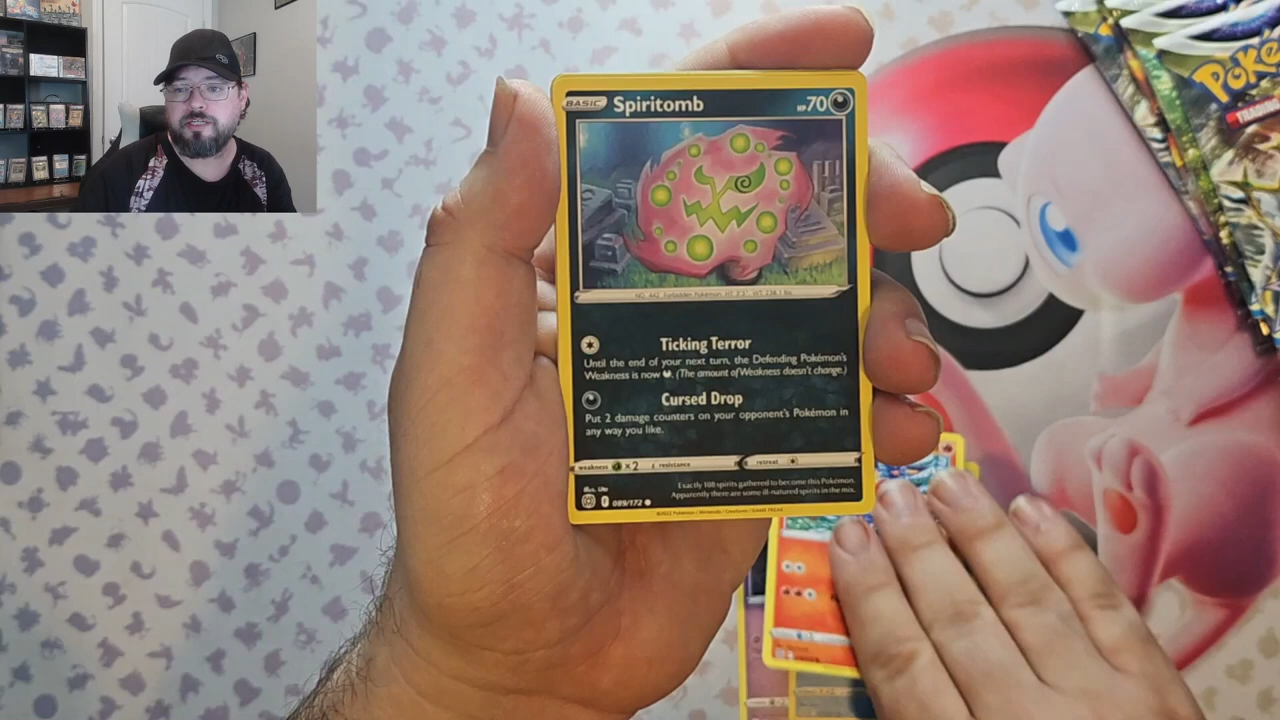 BASIC Spiritomb HP70
NO. 442 Forbidden Pokémon HT: 3'3" WT: 238.1 lbs.
Ticking Terror
Until the end of your next turn, the Defending Pokémon's
Weakness is now . (The amount of Weakness doesn't change.)
Cursed Drop
Put 2 damage counters on your opponent's Pokémon in
any way you like.
weakness ×2 resistance retreat
Exactly 108 spirits gathered to become this Pokémon.
Apparently there are some ill-natured spirits in the mix.
Illus. Uta
089/172
©2022 Pokémon / Nintendo / Creatures / GAME FREAK
Poké
TRADING